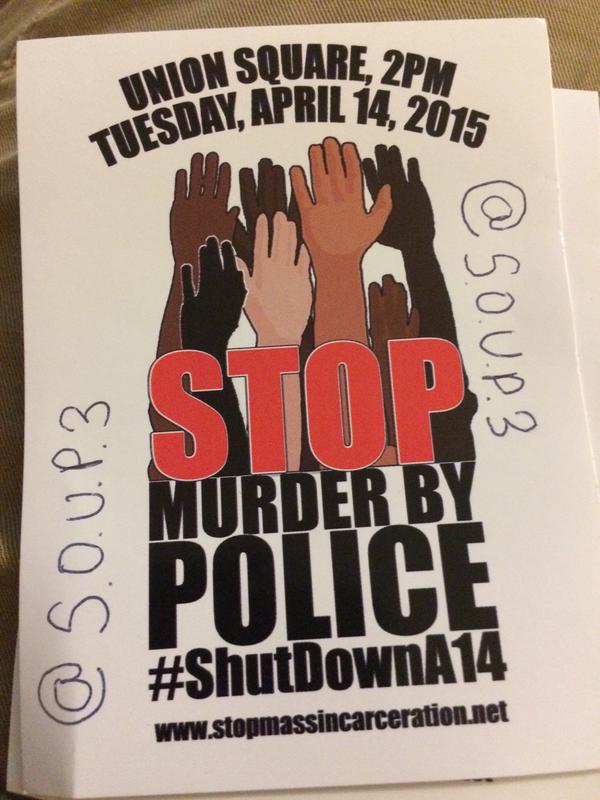 UNION SQUARE, 2PM
TUESDAY, APRIL 14, 2015
@S.O.U.P.3
@S.O.U.P.3
STOP
MURDER BY
POLICE
#ShutDownA14
www.stopmassincarceration.net